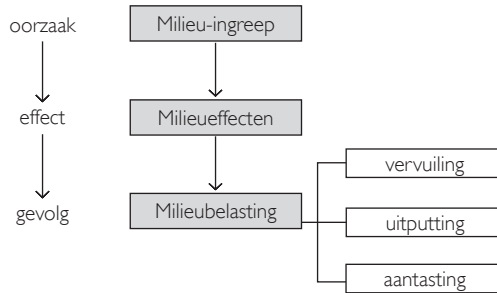 oorzaak
Milieu-ingreep
effect
Milieueffecten
vervuiling
gevolg
Milieubelasting
uitputting
aantasting